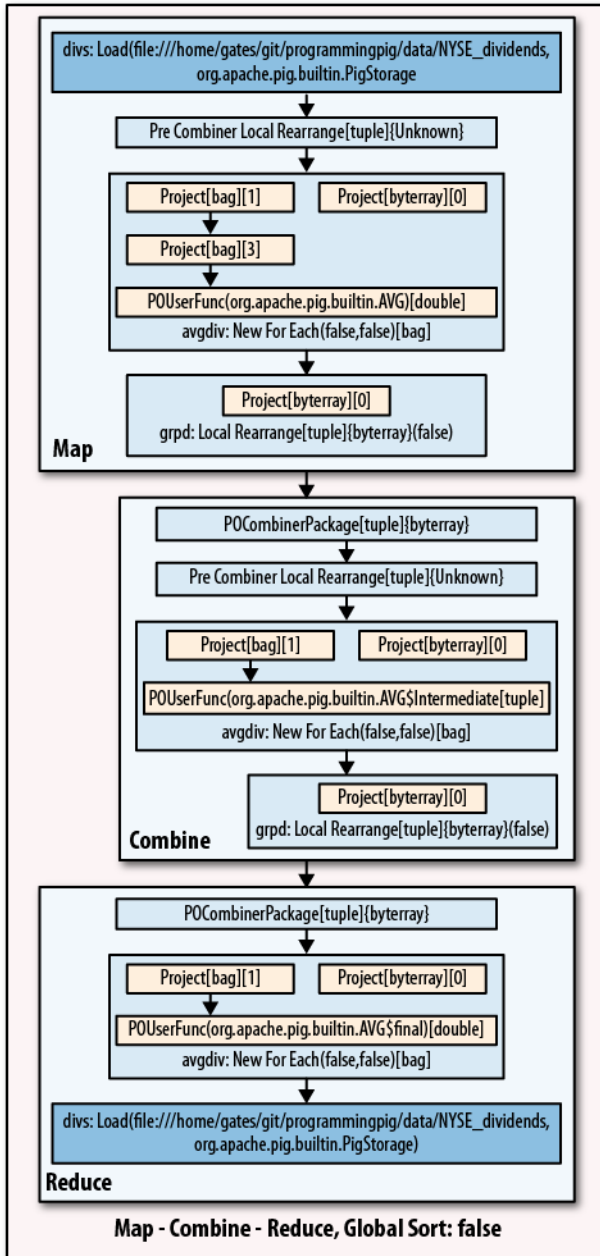 divs: Load(file:///home/gates/git/programmingpig/data/NYSE_dividends,
org.apache.pig.builtin.PigStorage
Pre Combiner Local Rearrange[tuple]{Unknown}
Project[bag][1]
Project[byterray][0]
Project[bag][3]
POUserFunc(org.apache.pig.builtin.AVG)[double]
avgdiv: New For Each(false,false)[bag]
Project[byterray][0]
grpd: Local Rearrange[tuple]{byterray}(false)
Map
POCombinerPackage[tuple]{byterray}
Pre Combiner Local Rearrange[tuple]{Unknown}
Project[bag][1]
Project[byterray][0]
POUserFunc(org.apache.pig.builtin.AVG$Intermediate[tuple]
avgdiv: New For Each(false,false)[bag]
Project[byterray][0]
grpd: Local Rearrange[tuple]{byterray}(false)
Combine
POCombinerPackage[tuple]{byterray}
Project[bag][1]
Project[byterray][0]
POUserFunc(org.apache.pig.builtin.AVG$final)[double]
avgdiv: New For Each(false,false)[bag]
divs: Load(file:///home/gates/git/programmingpig/data/NYSE_dividends,
org.apache.pig.builtin.PigStorage)
Reduce
Map - Combine - Reduce, Global Sort: false